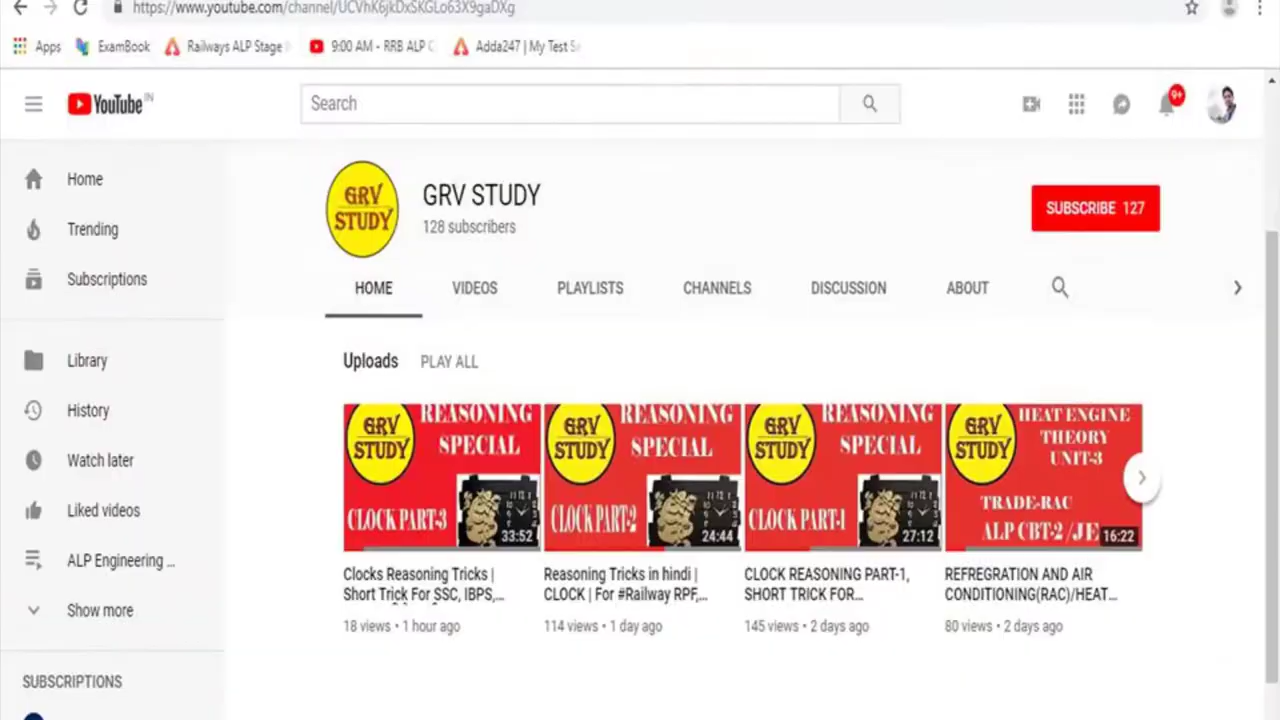 https://www.youtube.com/channel/UCVhK6jkDxSKGLo63X9gaDXg
Apps ExamBook Railways ALP Stage 9:00 AM - RRB ALP Adda247 | My Test Se
YouTube IN
Search
9+
Home
Trending
Subscriptions
Library
History
Watch later
Liked videos
ALP Engineering ...
Show more
SUBSCRIPTIONS
GRV STUDY
GRV STUDY
128 subscribers
SUBSCRIBE 127
HOME VIDEOS PLAYLISTS CHANNELS DISCUSSION ABOUT
Uploads PLAY ALL
GRV STUDY
REASONING
SPECIAL
CLOCK PART-3
33:52
Clocks Reasoning Tricks |
Short Trick For SSC, IBPS,...
18 views • 1 hour ago
GRV STUDY
REASONING
SPECIAL
CLOCK PART-2
24:44
Reasoning Tricks in hindi |
CLOCK | For #Railway RPF,...
114 views • 1 day ago
GRV STUDY
REASONING
SPECIAL
CLOCK PART-1
27:12
CLOCK REASONING PART-1,
SHORT TRICK FOR...
145 views • 2 days ago
GRV STUDY
HEAT ENGINE
THEORY
UNIT-3
TRADE-RAC
ALP CBT-2 /JE
16:22
REFREGRATION AND AIR
CONDITIONING(RAC)/HEAT...
80 views • 2 days ago